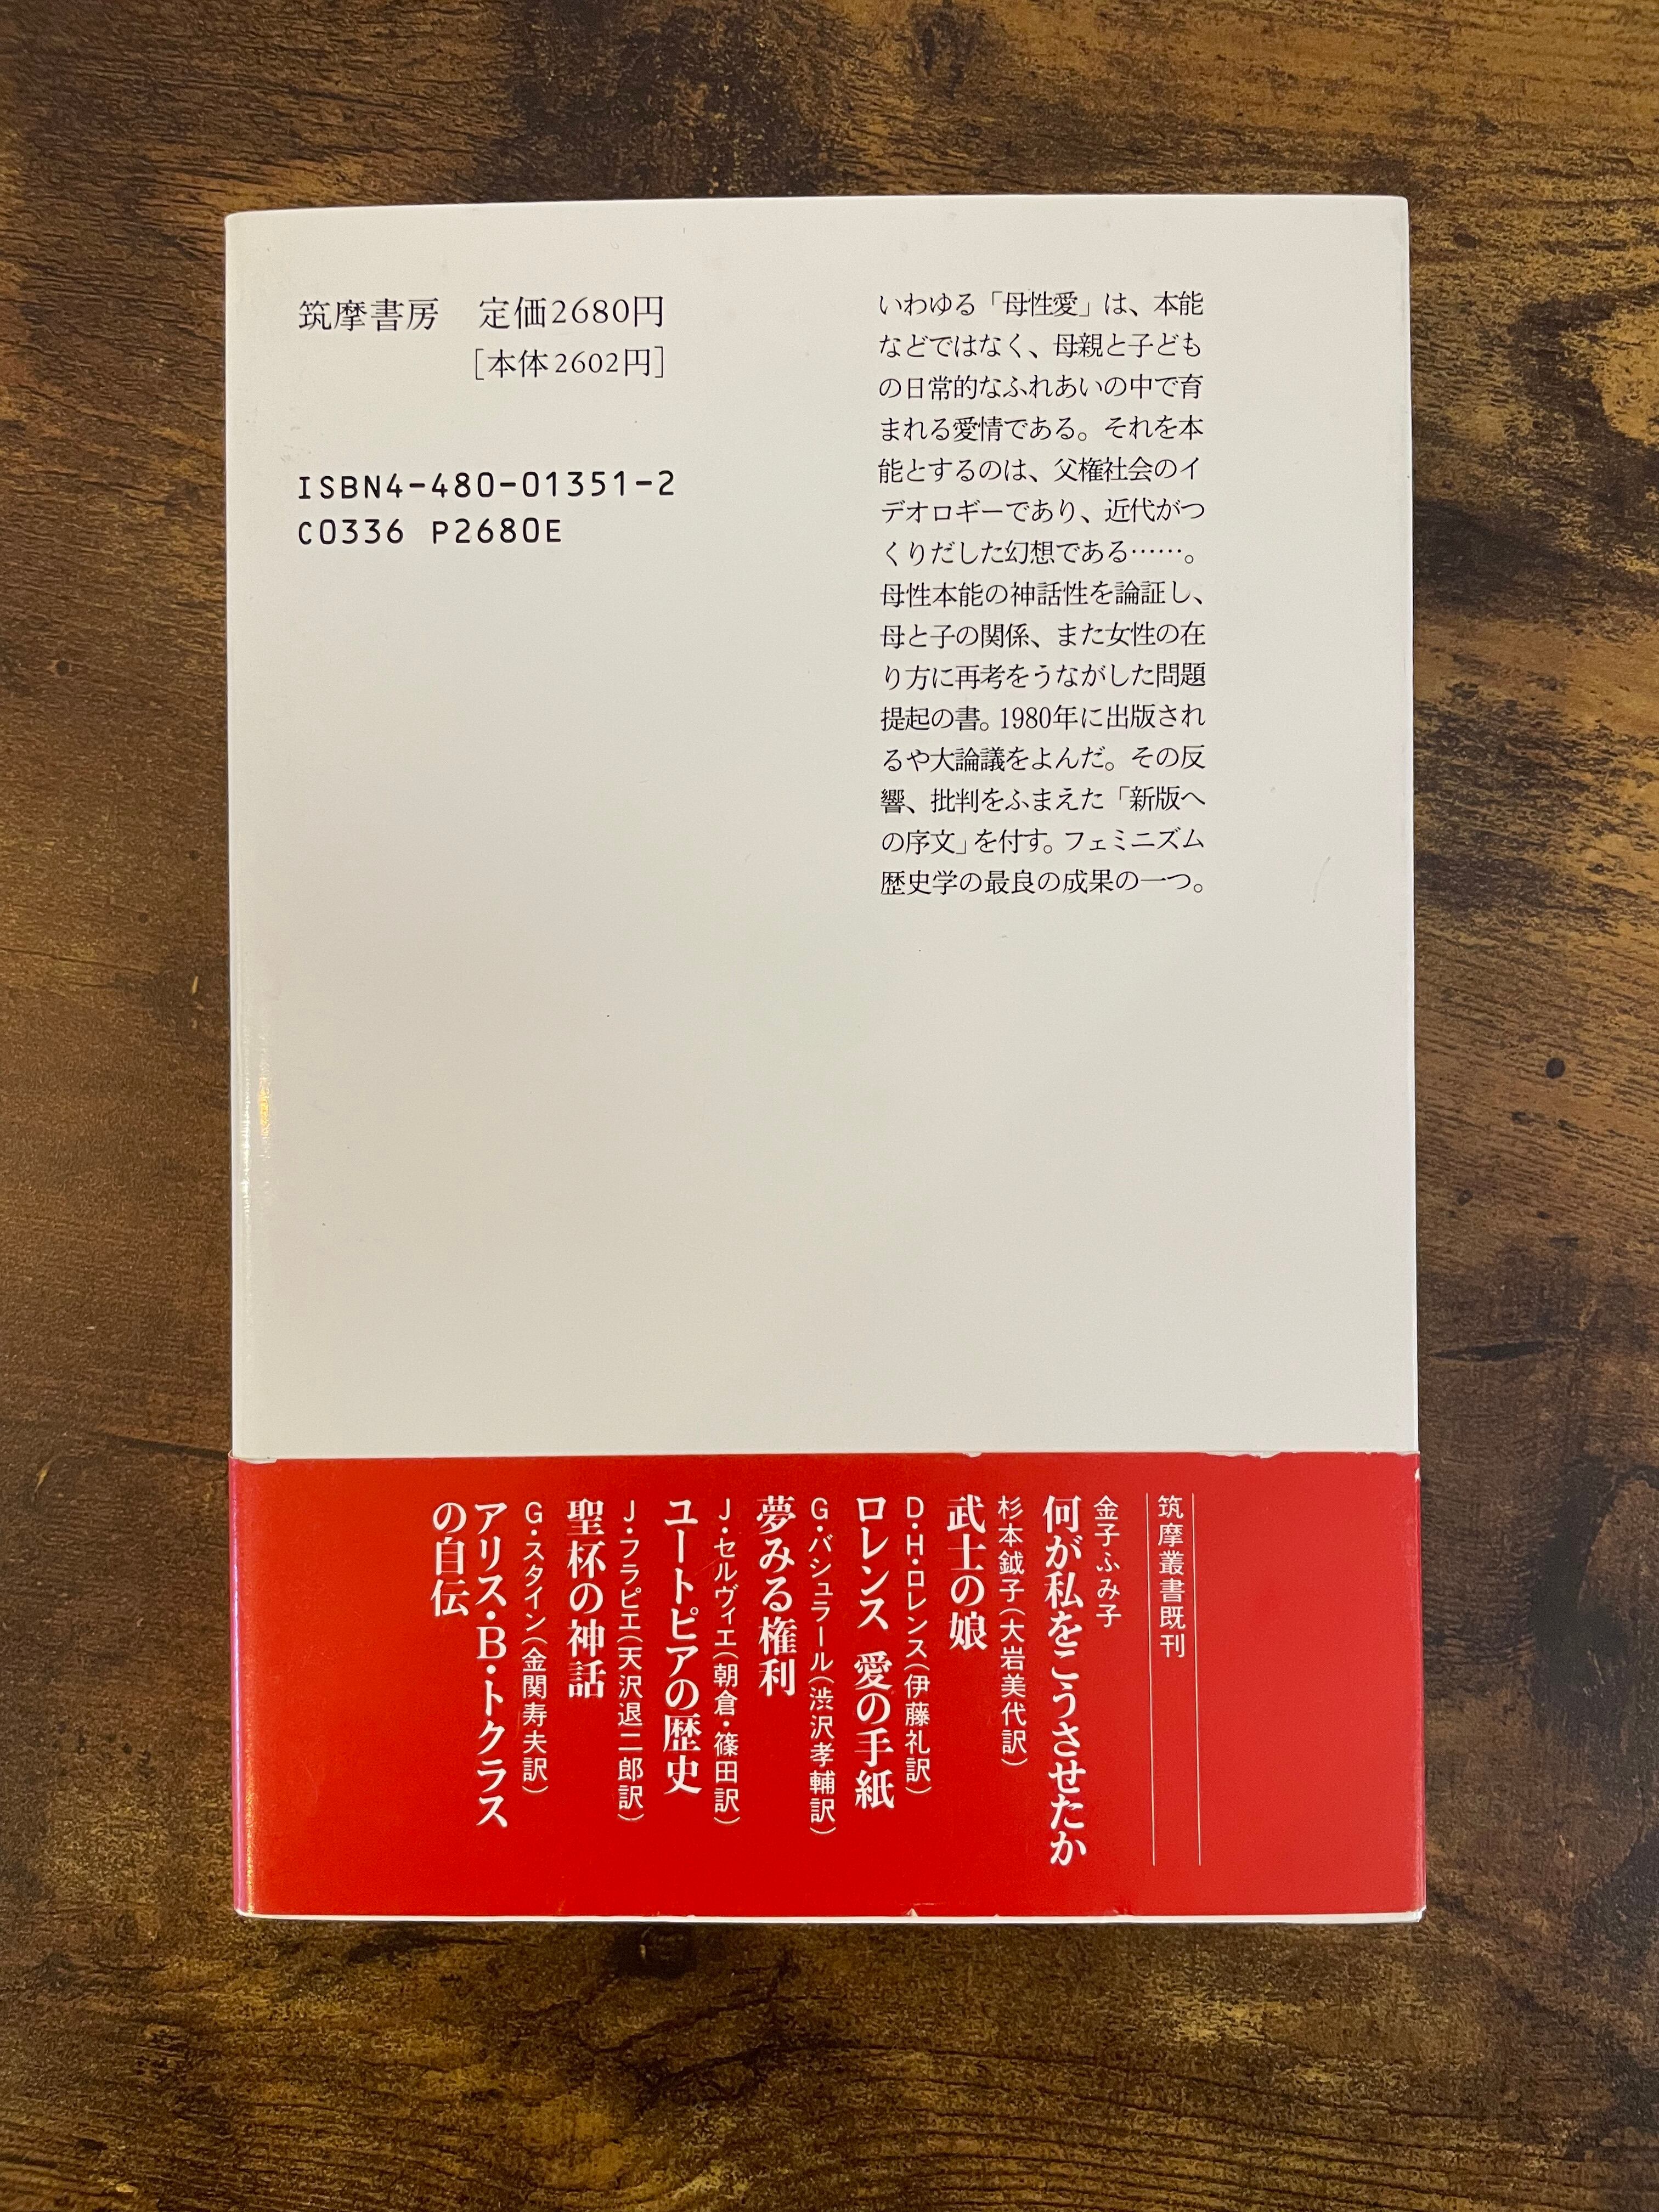 筑摩書房 定価2680円
[本体2602円]
ISBN4-480-01351-2
C0336 P2680E
いわゆる「母性愛」は、本能
などではなく、母親と子ども
の日常的なふれあいの中で育
まれる愛情である。それを本
能とするのは、父権社会のイ
デオロギーであり、近代がつ
くりだした幻想である……。
母性本能の神話性を論証し、
母と子の関係、また女性の在
り方に再考をうながした問題
提起の書。1980年に出版され
るや大論議をよんだ。その反
響、批判をふまえた「新版へ
の序文」を付す。フェミニズム
歴史学の最良の成果の一つ。
筑摩叢書既刊
金子ふみ子
何が私をこうさせたか
杉本鉞子(大岩美代訳)
武士の娘
D・H・ロレンス(伊藤礼訳)
ロレンス 愛の手紙
G・バシュラール(渋沢孝輔訳)
夢みる権利
J・セルヴィエ(朝倉・篠田訳)
ユートピアの歴史
J・フラピエ(天沢退二郎訳)
聖杯の神話
G・スタイン(金関寿夫訳)
アリス・B・トクラス
の自伝